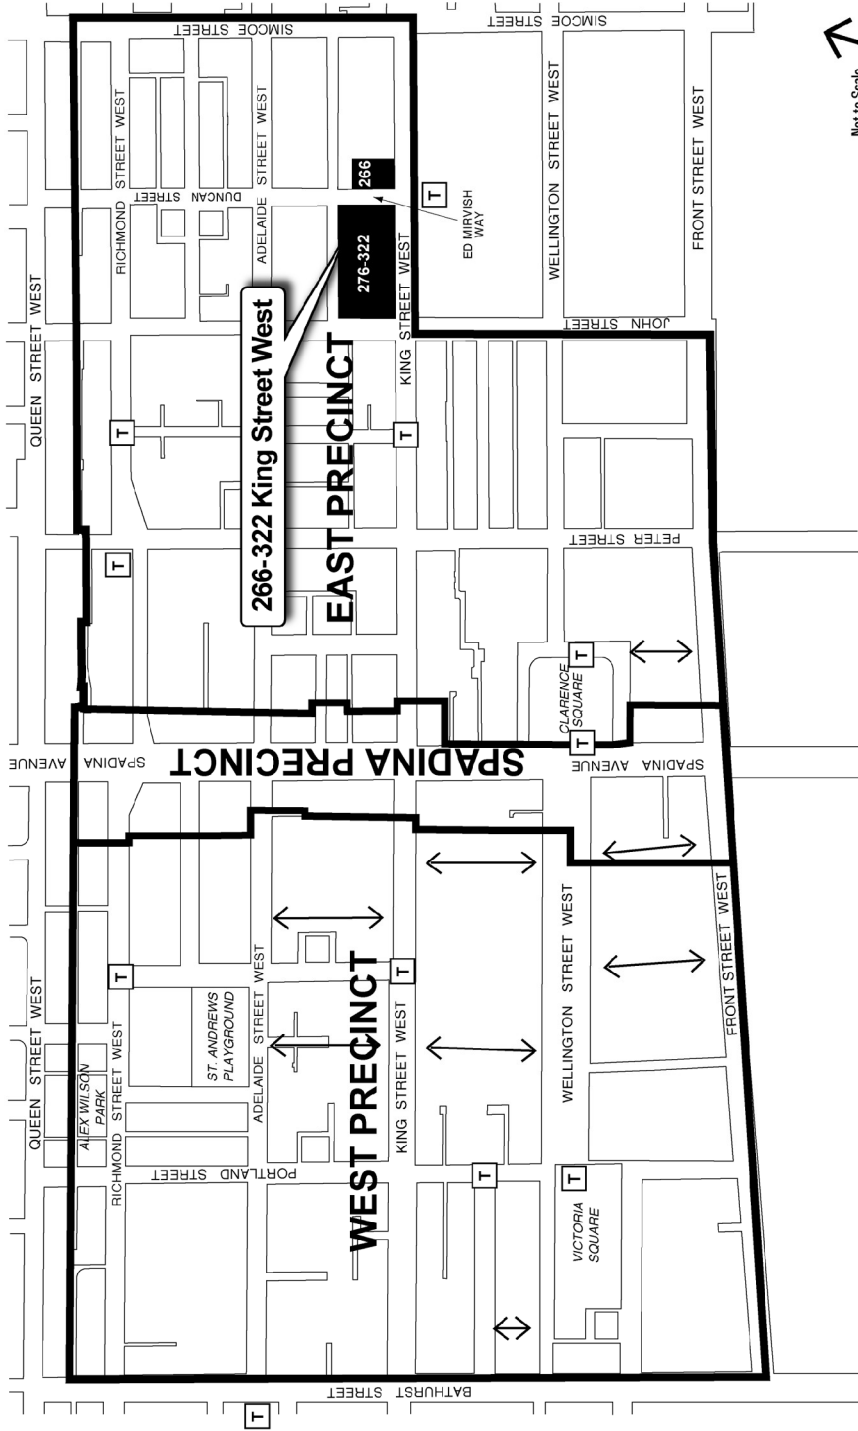 SIMCOE STREET
SIMCOE STREET
QUEEN STREET WEST
RICHMOND STREET WEST
DUNCAN STREET
ADELAIDE STREET WEST
266
276-322
T
ED MIRVISH
WAY
KING STREET WEST
WELLINGTON STREET WEST
FRONT STREET WEST
JOHN STREET
Not to Scale
266-322 King Street West
EAST PRECINCT
T
T
T
PETER STREET
CLARENCE
SQUARE
T
T
SPADINA AVENUE
SPADINA PRECINCT
SPADINA AVENUE
QUEEN STREET WEST
ALEX WILSON
PARK
RICHMOND STREET WEST
T
ST. ANDREWS
PLAYGROUND
ADELAIDE STREET WEST
WEST PRECINCT
KING STREET WEST
T
WELLINGTON STREET WEST
FRONT STREET WEST
PORTLAND STREET
T
T
VICTORIA
SQUARE
BATHURST STREET
T